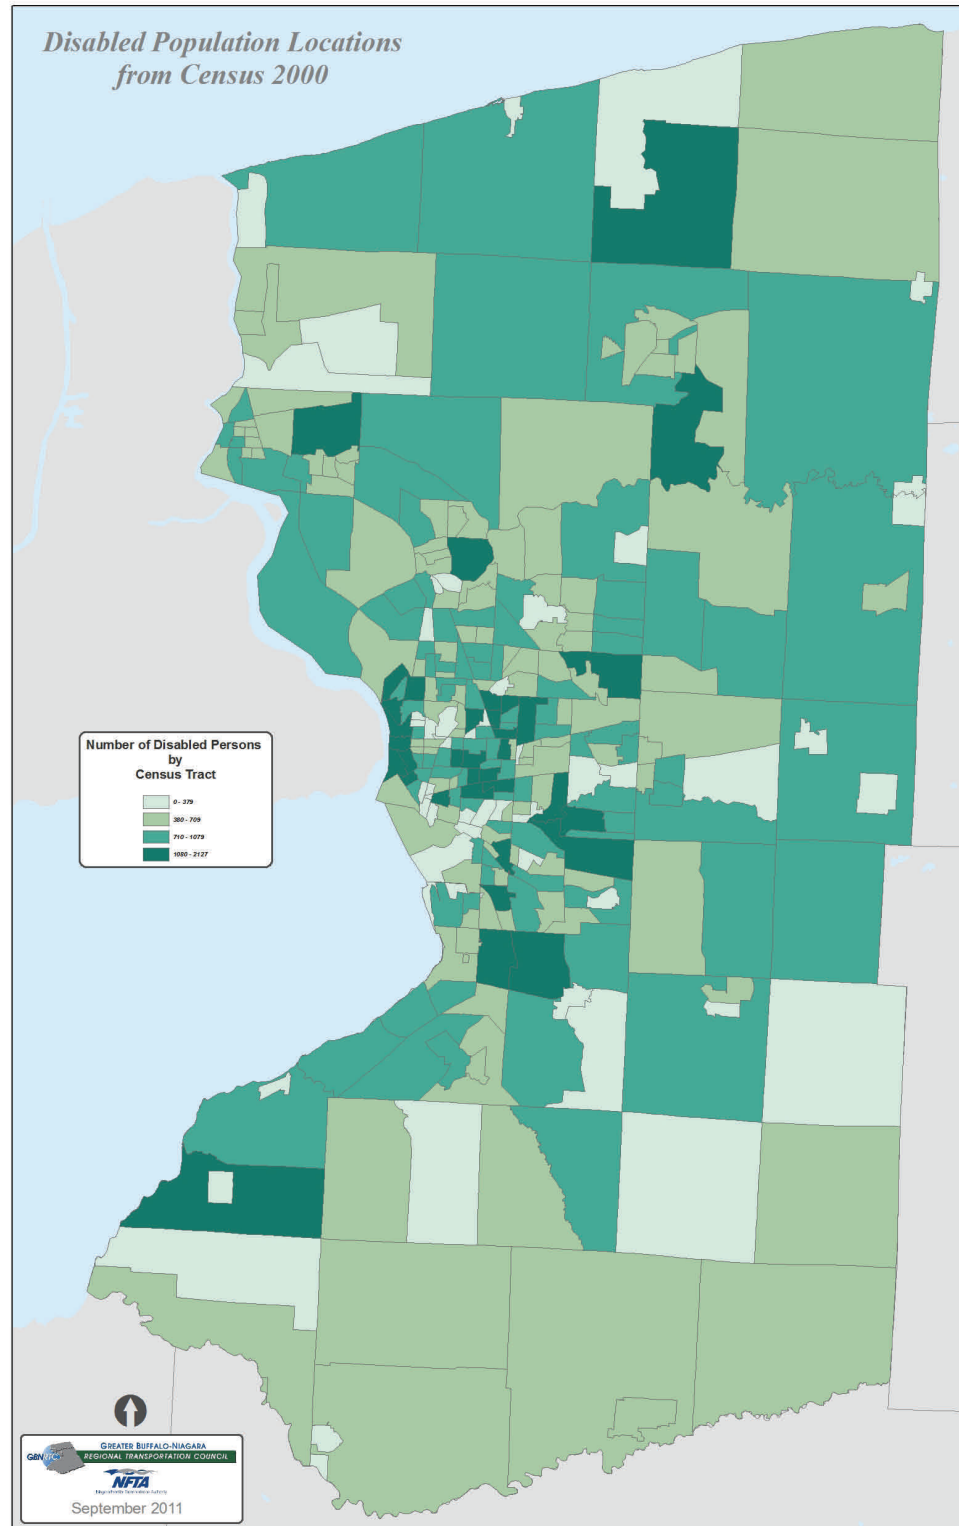 Disabled Population Locations
from Census 2000
Number of Disabled Persons
by
Census Tract
0 - 379
380 - 709
710 - 1079
1080 - 2127
GREATER BUFFALO-NIAGARA
REGIONAL TRANSPORTATION COUNCIL
NFTA
September 2011